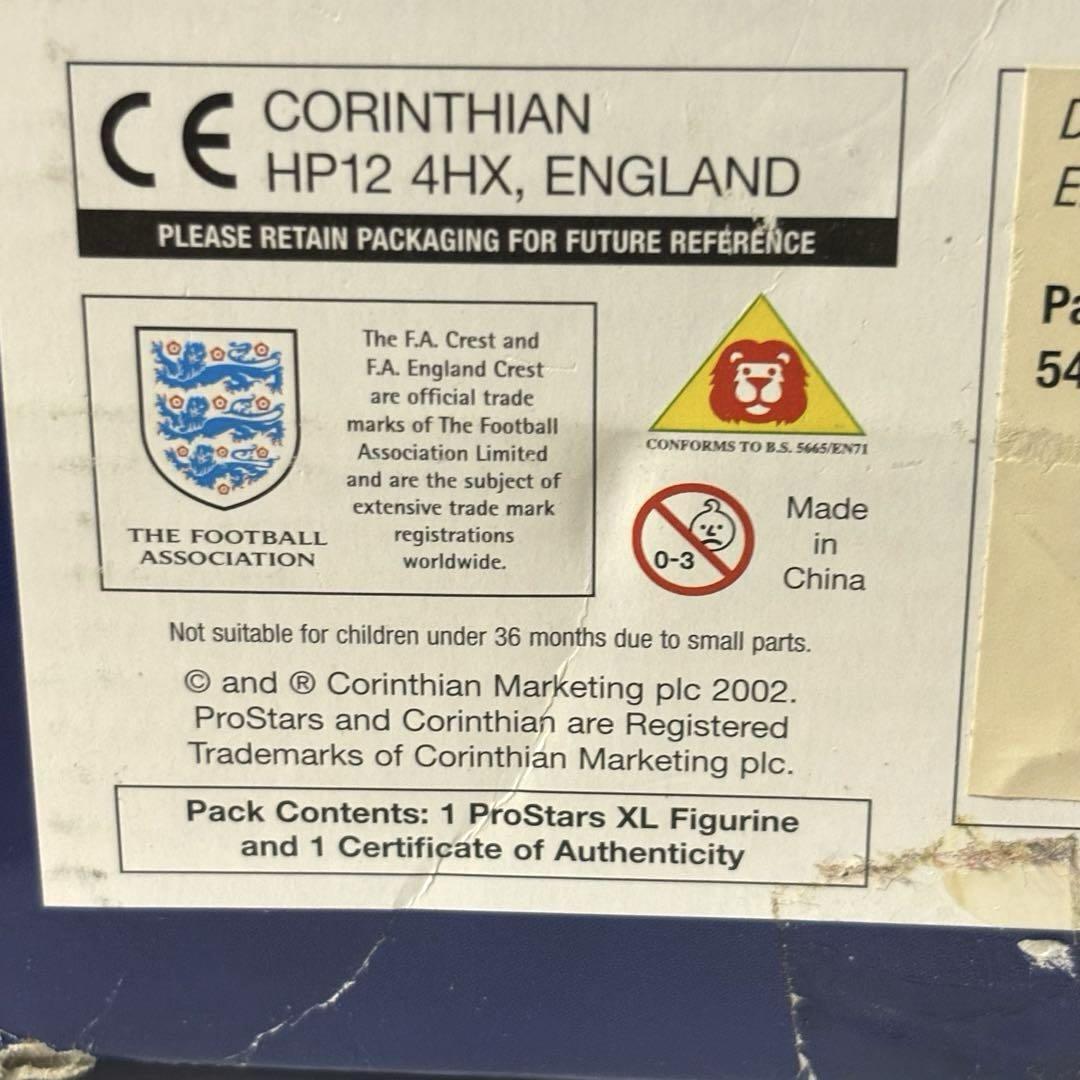 CE CORINTHIAN
HP12 4HX, ENGLAND
PLEASE RETAIN PACKAGING FOR FUTURE REFERENCE
THE FOOTBALL
ASSOCIATION
The F.A. Crest and
F.A. England Crest
are official trade
marks of The Football
Association Limited
and are the subject of
extensive trade mark
registrations
worldwide.
CONFORMS TO B.S. 5665/EN71
0-3
Made
in
China
Not suitable for children under 36 months due to small parts.
© and ® Corinthian Marketing plc 2002.
ProStars and Corinthian are Registered
Trademarks of Corinthian Marketing plc.
Pack Contents: 1 ProStars XL Figurine
and 1 Certificate of Authenticity
54